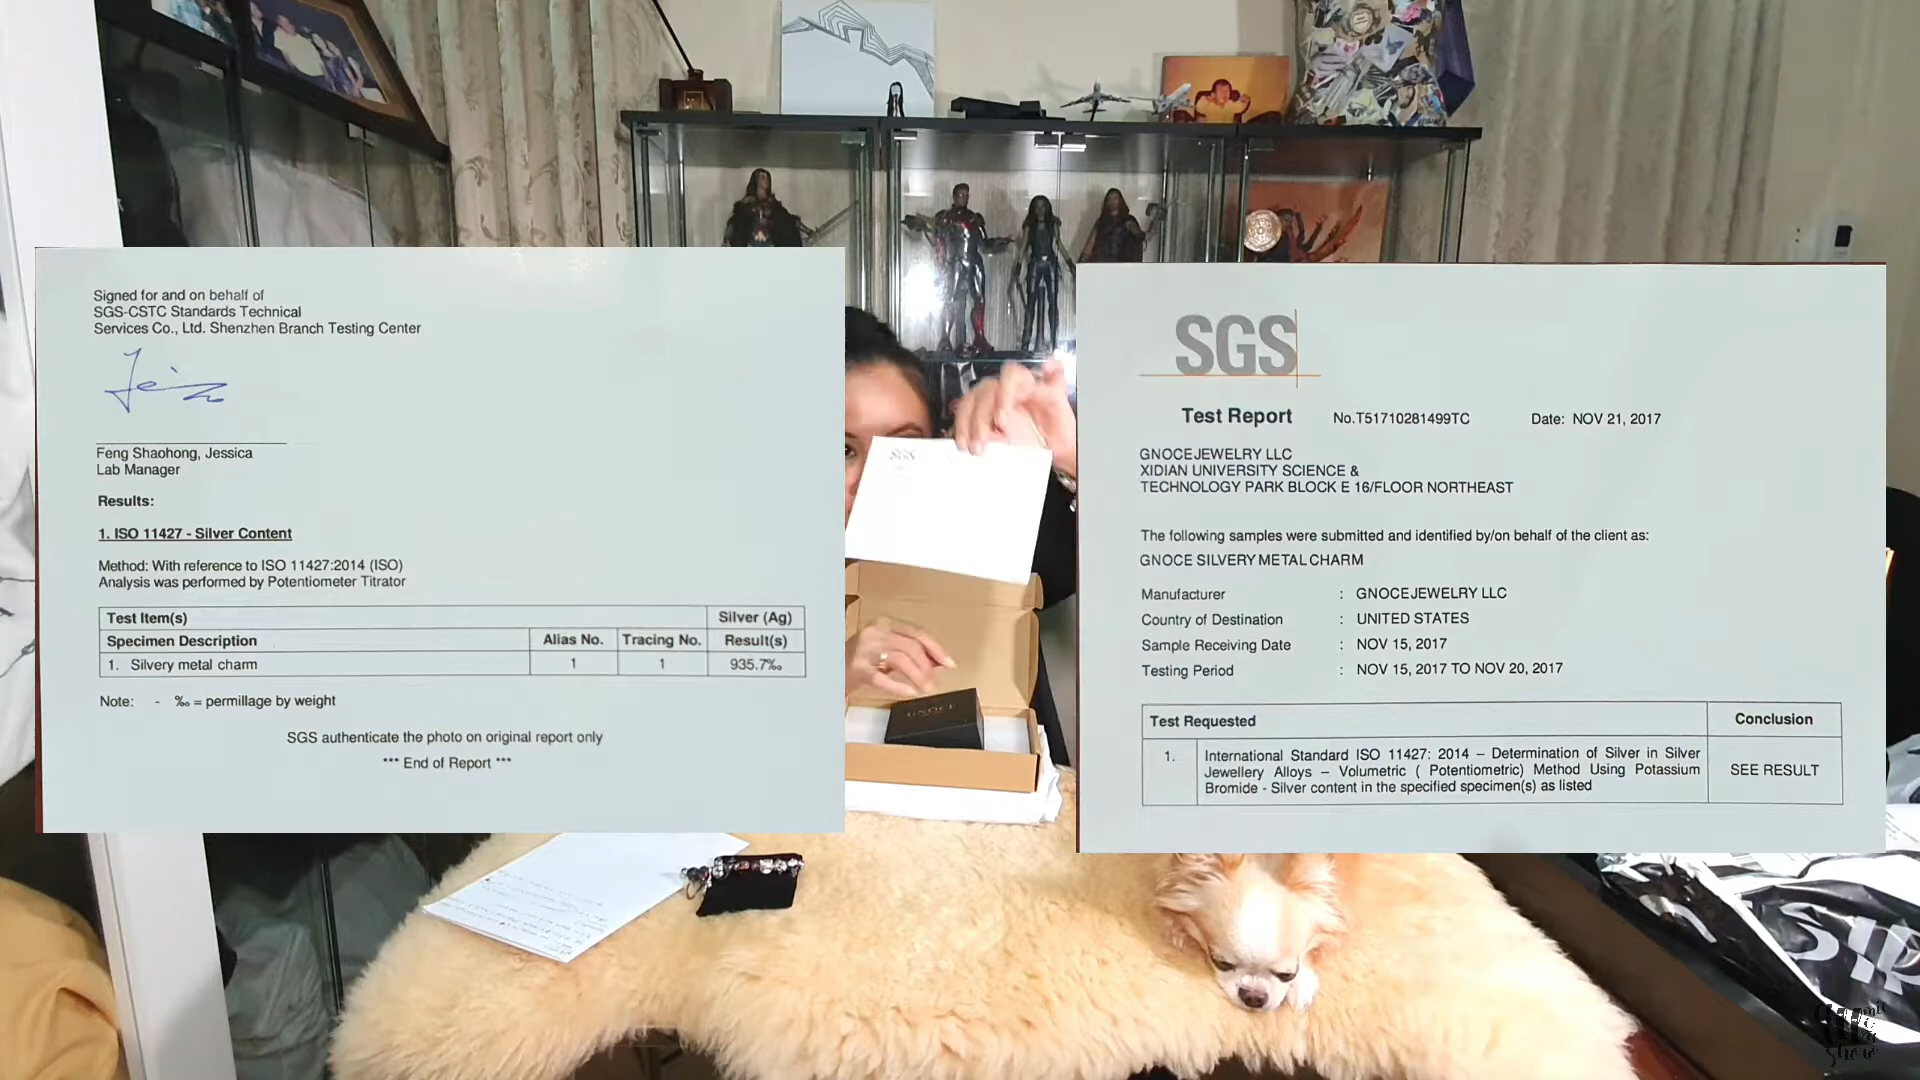 Signed for and on behalf of
SGS-CSTC Standards Technical
Services Co., Ltd. Shenzhen Branch Testing Center
Feng Shaohong, Jessica
Lab Manager
Results:
1. ISO 11427 - Silver Content
Method: With reference to ISO 11427:2014 (ISO)
Analysis was performed by Potentiometer Titrator
Test Item(s) Silver (Ag)
Specimen Description Alias No. Tracing No. Result(s)
1. Silvery metal charm 1 1 935.7‰
Note: - ‰ = permillage by weight
SGS authenticate the photo on original report only
*** End of Report ***
SGS
Test Report No.T51710281499TC Date: NOV 21, 2017
GNOCEJEWELRY LLC
XIDIAN UNIVERSITY SCIENCE &
TECHNOLOGY PARK BLOCK E 16/FLOOR NORTHEAST
The following samples were submitted and identified by/on behalf of the client as:
GNOCE SILVERY METAL CHARM
Manufacturer : GNOCEJEWELRY LLC
Country of Destination : UNITED STATES
Sample Receiving Date : NOV 15, 2017
Testing Period : NOV 15, 2017 TO NOV 20, 2017
Test Requested Conclusion
1. International Standard ISO 11427: 2014 – Determination of Silver in Silver
Jewellery Alloys – Volumetric ( Potentiometric) Method Using Potassium SEE RESULT
Bromide - Silver content in the specified specimen(s) as listed
SGS
GNOCE